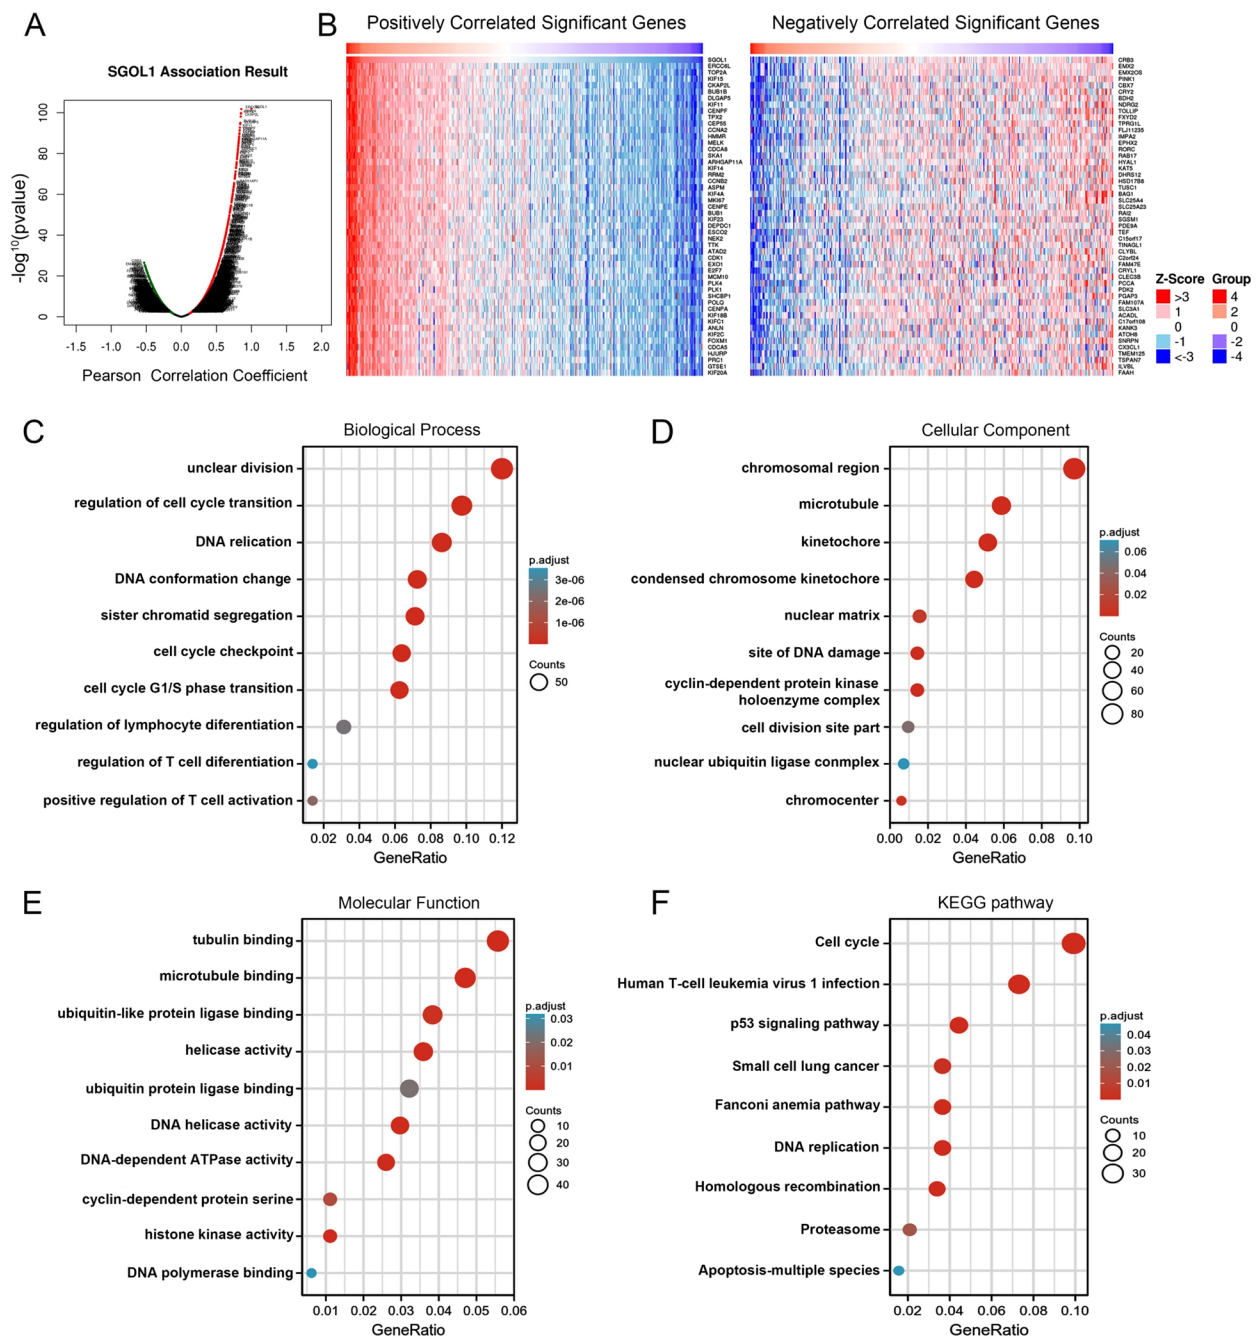 A
SGOL1 Association Result
-log¹⁰(pvalue)
100
80
60
40
20
0
-1.5 -1.0 -0.5 0.0 0.5 1.0 1.5 2.0
Pearson Correlation Coefficient
B
Positively Correlated Significant Genes
SGOL1
ERCC6L
TOP2A
KIF15
CKAP2L
BUB1B
DLGAP5
KIF11
CENPF
TPX2
CEP55
CCNA2
HMMR
MELK
CDCA8
SKA1
ARHGAP11A
KIF14
RRM2
CCNB2
ASPM
KIF4A
MKI67
CENPE
BUB1
KIF23
DEPDC1
ESCO2
NEK2
TTK
ATAD2
CDK1
EXO1
E2F7
MCM10
PLK4
PLK1
SHCBP1
POLQ
CENPA
KIF18B
KIFC1
ANLN
KIF2C
FOXM1
CDCA5
HJURP
PRC1
GTSE1
KIF20A
Negatively Correlated Significant Genes
CRB3
EMX2
EMX2OS
PINK1
CBX7
CRY2
BDH2
NDRG2
TOLLIP
FXYD2
TPRG1L
FLJ11235
IMPA2
EPHX2
RORC
RAB17
HYAL1
KAT5
DHRS12
HSD17B8
TUSC1
BAG1
SLC25A4
SLC25A23
RAI2
SGSM1
PDE9A
TEF
C15orf17
TINAGL1
CLYBL
C2orf24
FAM47E
CRYL1
CLEC3B
PCCA
PDK2
PGAP3
FAM107A
SLC3A1
ACADL
C17orf108
KANK3
ATOH8
SNRPN
CX3CL1
TMEM125
TSPAN7
ILVBL
FAAH
Z-Score Group
>3 4
1 2
0 0
-1 -2
<-3 -4
C
Biological Process
unclear division
regulation of cell cycle transition
DNA relication
DNA conformation change
sister chromatid segregation
cell cycle checkpoint
cell cycle G1/S phase transition
regulation of lymphocyte diferentiation
regulation of T cell diferentiation
positive regulation of T cell activation
0.02 0.04 0.06 0.08 0.10 0.12
GeneRatio
p.adjust
3e-06
2e-06
1e-06
Counts
50
D
Cellular Component
chromosomal region
microtubule
kinetochore
condensed chromosome kinetochore
nuclear matrix
site of DNA damage
cyclin-dependent protein kinase
holoenzyme complex
cell division site part
nuclear ubiquitin ligase conmplex
chromocenter
0.00 0.02 0.04 0.06 0.08 0.10
GeneRatio
p.adjust
0.06
0.04
0.02
Counts
20
40
60
80
E
Molecular Function
tubulin binding
microtubule binding
ubiquitin-like protein ligase binding
helicase activity
ubiquitin protein ligase binding
DNA helicase activity
DNA-dependent ATPase activity
cyclin-dependent protein serine
histone kinase activity
DNA polymerase binding
0.01 0.02 0.03 0.04 0.05 0.06
GeneRatio
p.adjust
0.03
0.02
0.01
Counts
10
20
30
40
F
KEGG pathway
Cell cycle
Human T-cell leukemia virus 1 infection
p53 signaling pathway
Small cell lung cancer
Fanconi anemia pathway
DNA replication
Homologous recombination
Proteasome
Apoptosis-multiple species
0.02 0.04 0.06 0.08 0.10
GeneRatio
p.adjust
0.04
0.03
0.02
0.01
Counts
10
20
30